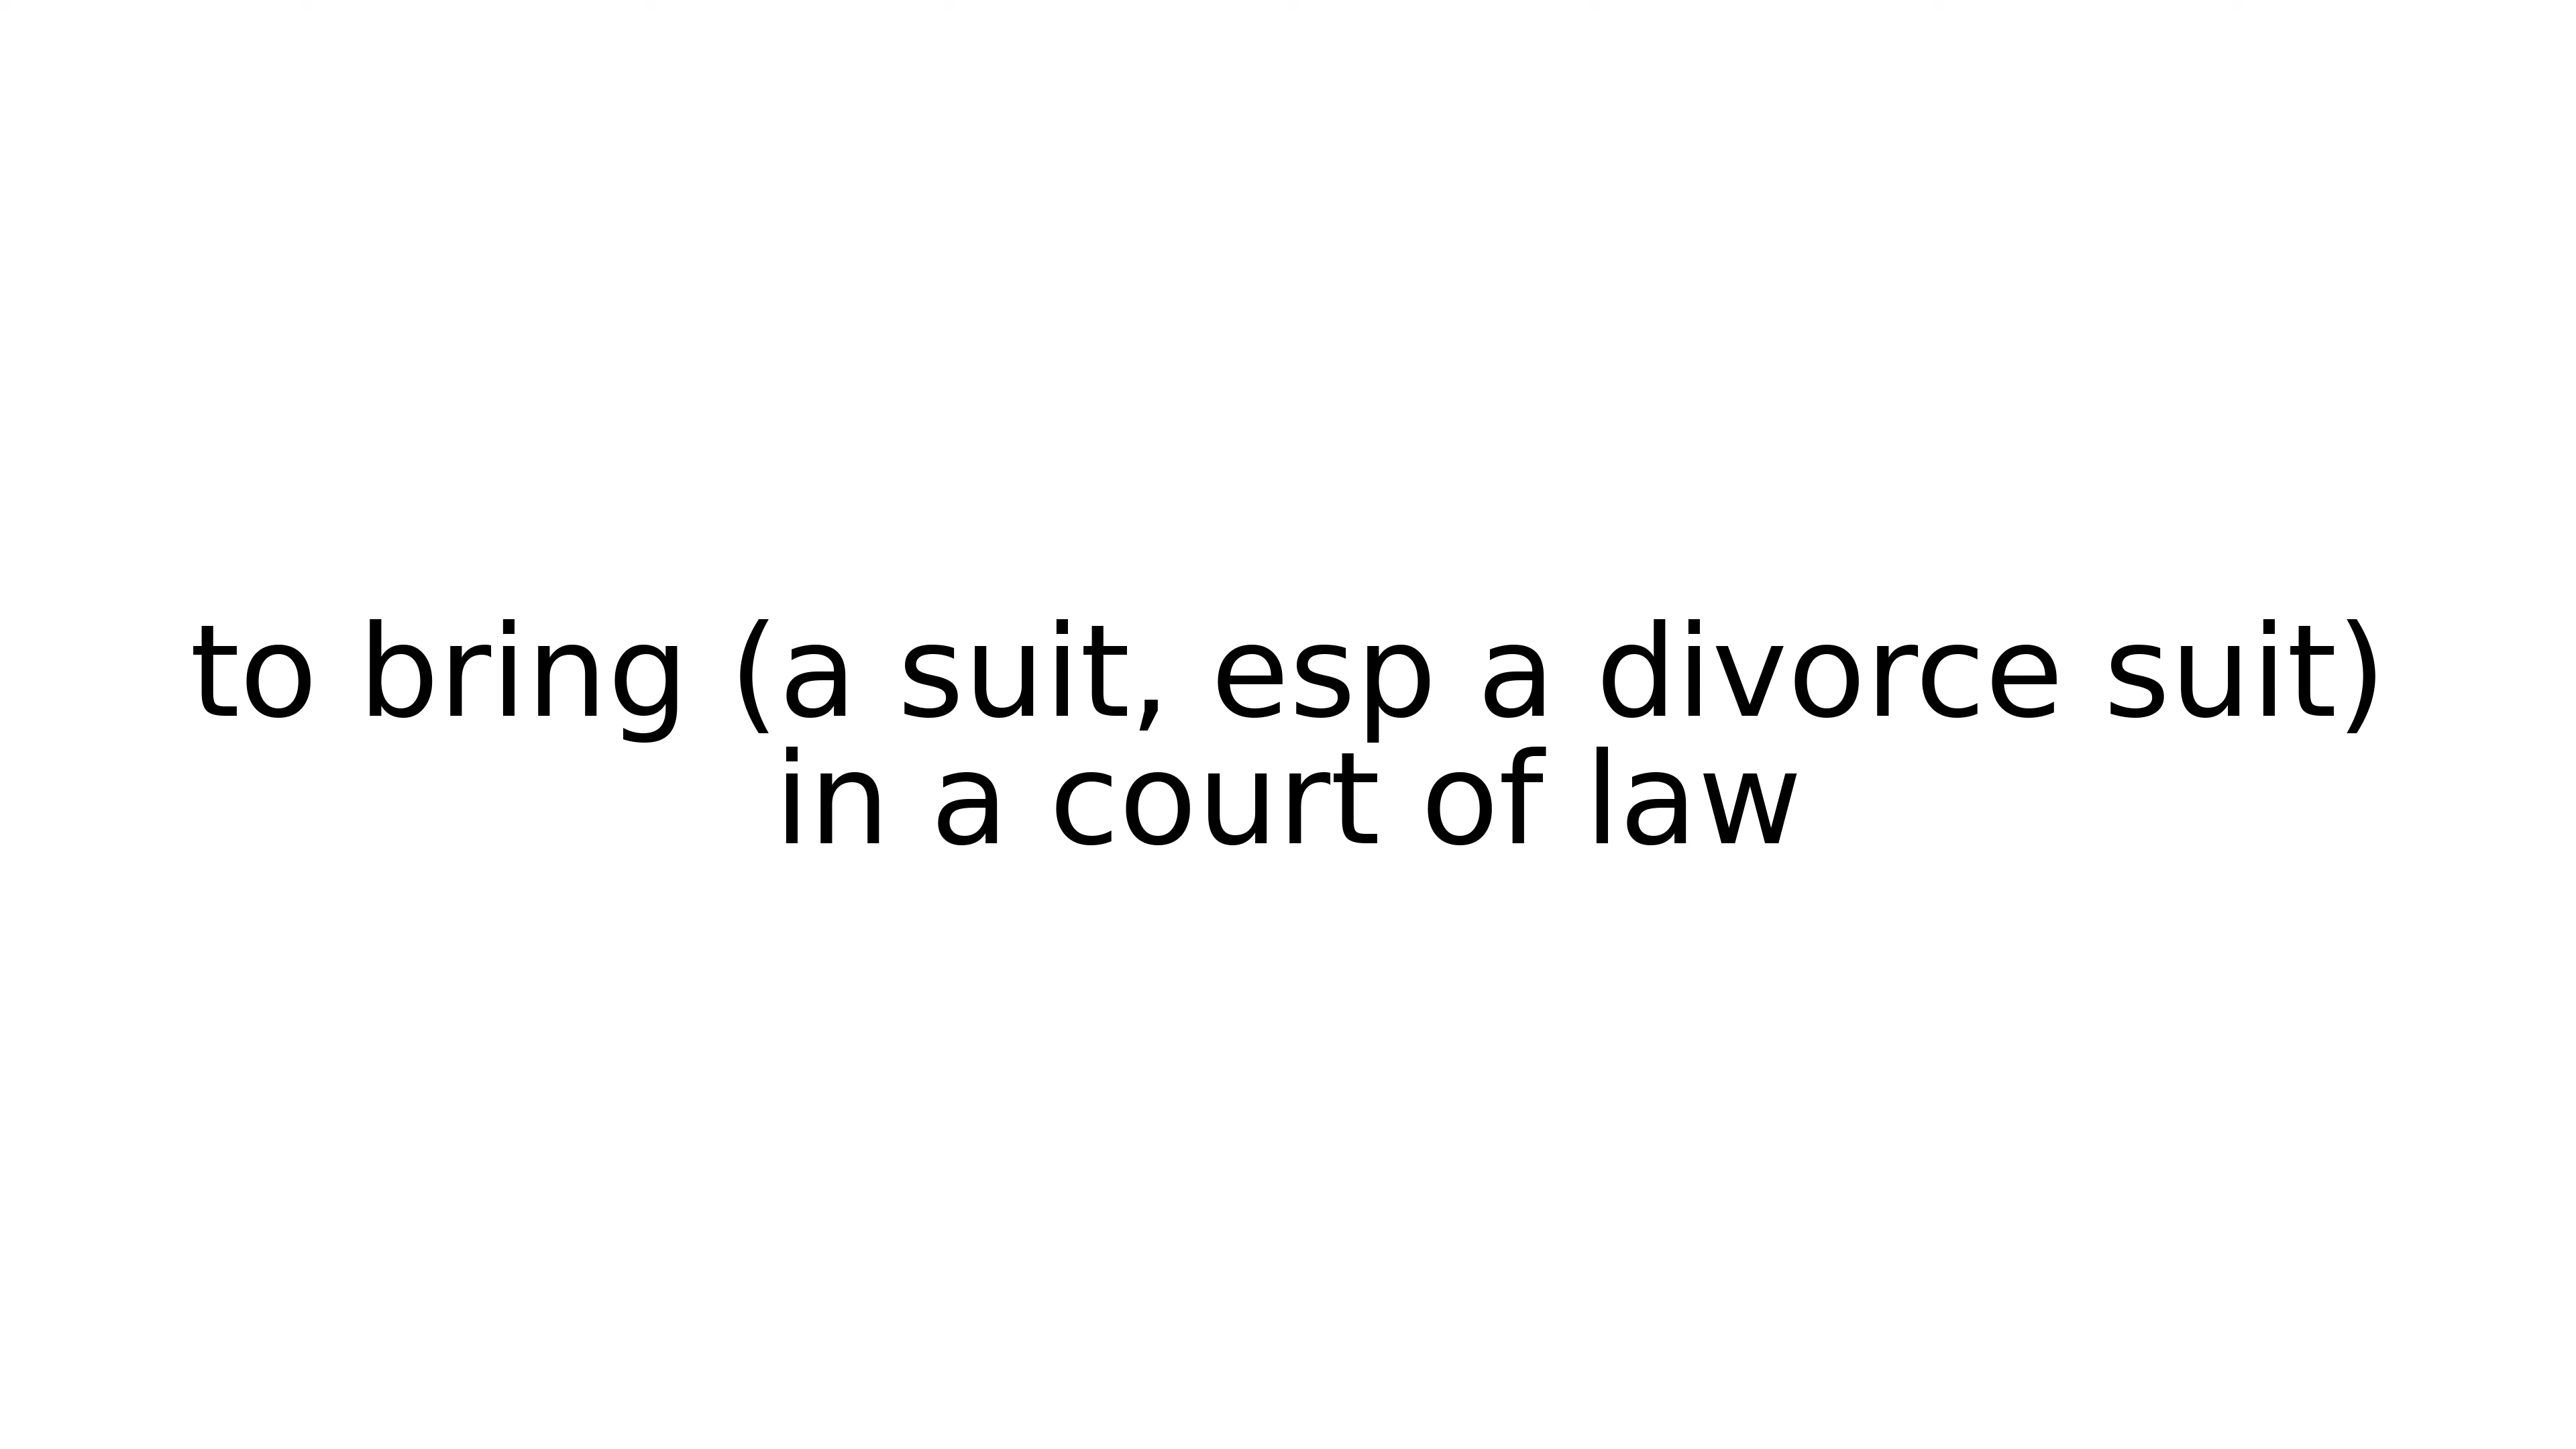 to bring (a suit, esp a divorce suit)
in a court of law